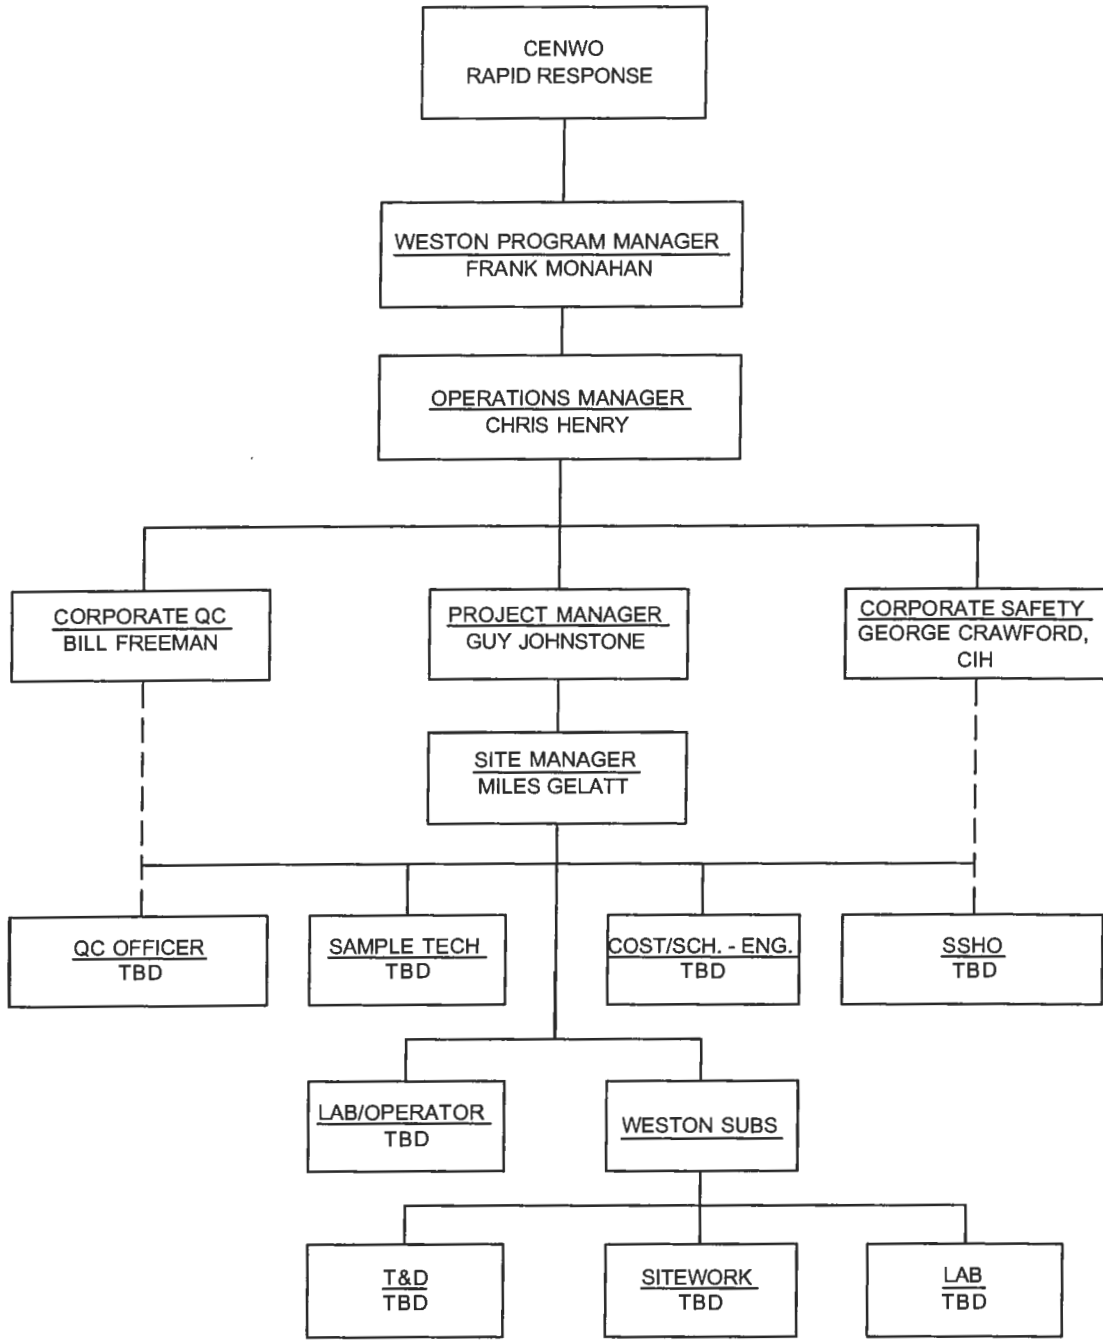 CENWO
RAPID RESPONSE
WESTON PROGRAM MANAGER
FRANK MONAHAN
OPERATIONS MANAGER
CHRIS HENRY
CORPORATE QC
BILL FREEMAN
PROJECT MANAGER
GUY JOHNSTONE
CORPORATE SAFETY
GEORGE CRAWFORD,
CIH
SITE MANAGER
MILES GELATT
QC OFFICER
TBD
SAMPLE TECH
TBD
COST/SCH. - ENG.
TBD
SSHO
TBD
LAB/OPERATOR
TBD
WESTON SUBS
T&D
TBD
SITEWORK
TBD
LAB
TBD